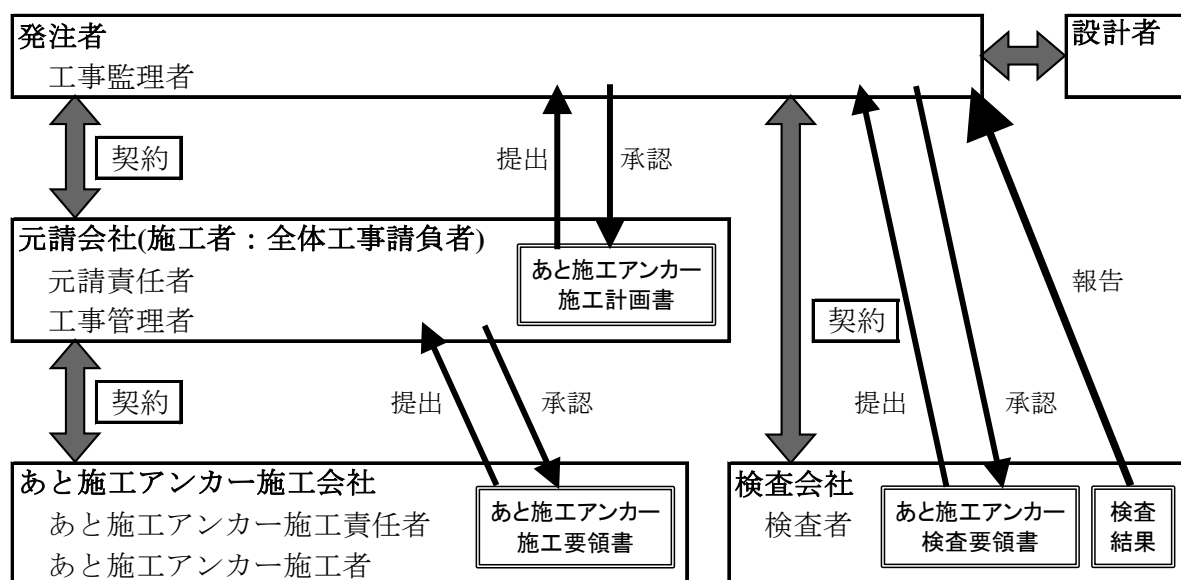 発注者
工事監理者
設計者
契約
提出
承認
元請会社(施工者：全体工事請負者)
元請責任者
工事管理者
あと施工アンカー
施工計画書
契約
報告
契約
提出
承認
提出
承認
あと施工アンカー施工会社
あと施工アンカー施工責任者
あと施工アンカー施工者
あと施工アンカー
施工要領書
検査会社
検査者
あと施工アンカー
検査要領書
検査
結果